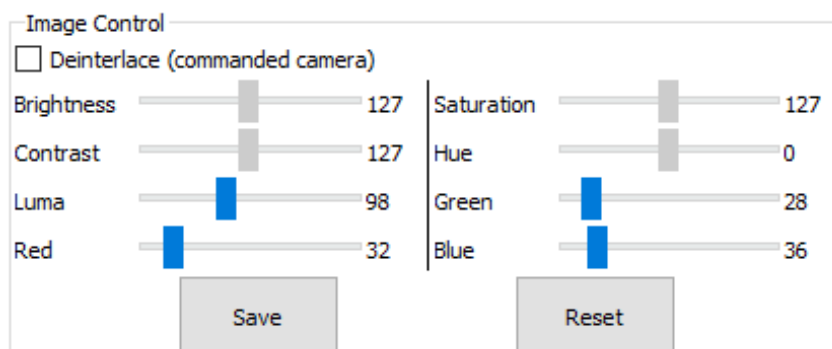 Image Control
Deinterlace (commanded camera)
Brightness 127 Saturation 127
Contrast 127 Hue 0
Luma 98 Green 28
Red 32 Blue 36
Save Reset